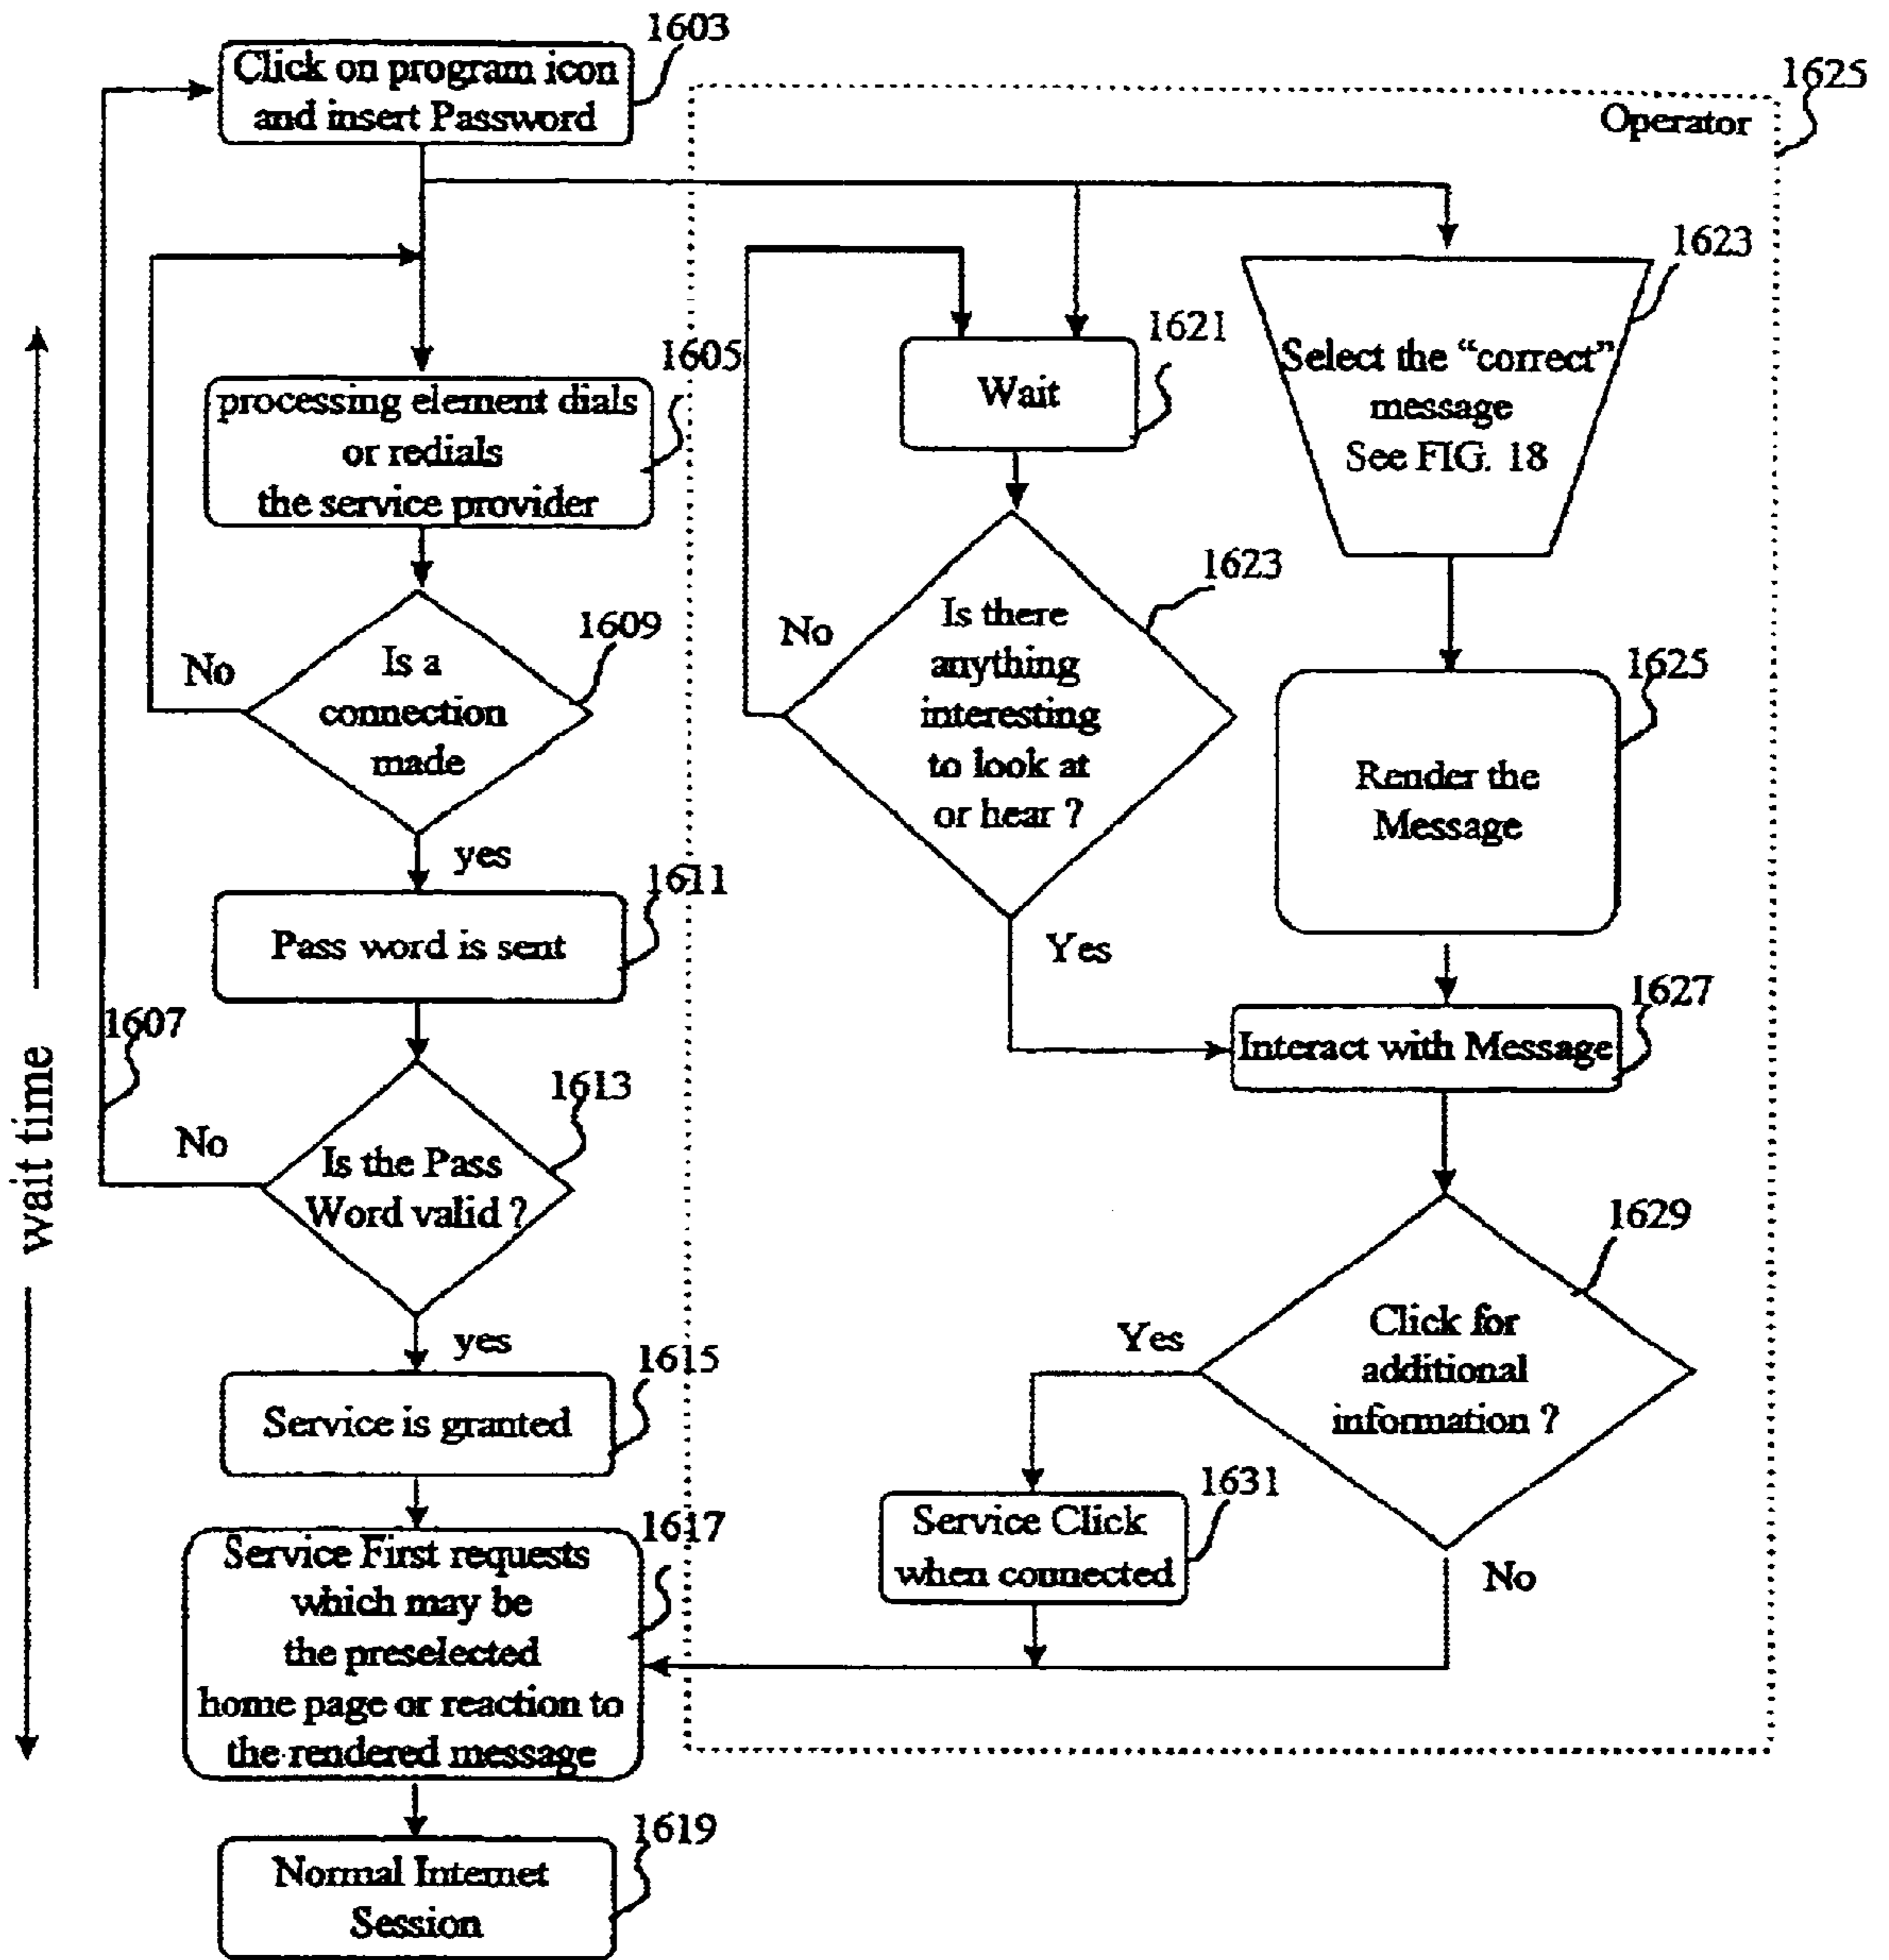 1603
Click on program icon
and insert Password
1625
Operator
1623
Select the “correct”
message
See FIG. 18
1621
Wait
1605
processing element dials
or redials
the service provider
1623
Is there
anything
interesting
to look at
or hear ?
No
Yes
1609
Is a
connection
made
No
yes
1625
Render the
Message
1611
Pass word is sent
1627
Interact with Message
1607
wait time
1613
Is the Pass
Word valid ?
No
yes
1629
Click for
additional
information ?
Yes
No
1615
Service is granted
1631
Service Click
when connected
1617
Service First requests
which may be
the preselected
home page or reaction to
the rendered message
1619
Normal Internet
Session